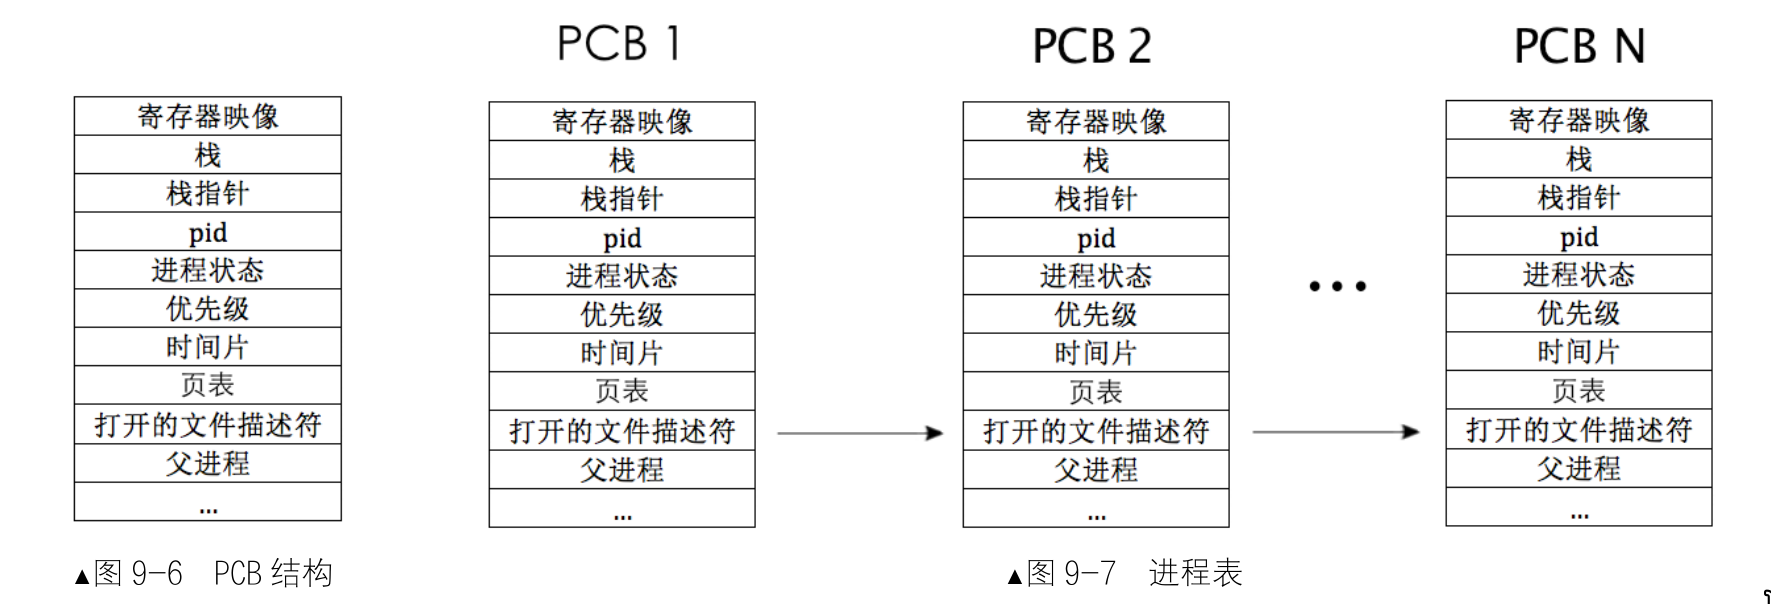 PCB 1
PCB 2
PCB N
寄存器映像
栈
栈指针
pid
进程状态
优先级
时间片
页表
打开的文件描述符
父进程
...
寄存器映像
栈
栈指针
pid
进程状态
优先级
时间片
页表
打开的文件描述符
父进程
...
寄存器映像
栈
栈指针
pid
进程状态
优先级
时间片
页表
打开的文件描述符
父进程
...
•••
寄存器映像
栈
栈指针
pid
进程状态
优先级
时间片
页表
打开的文件描述符
父进程
...
▲图 9-6 PCB 结构
▲图 9-7 进程表